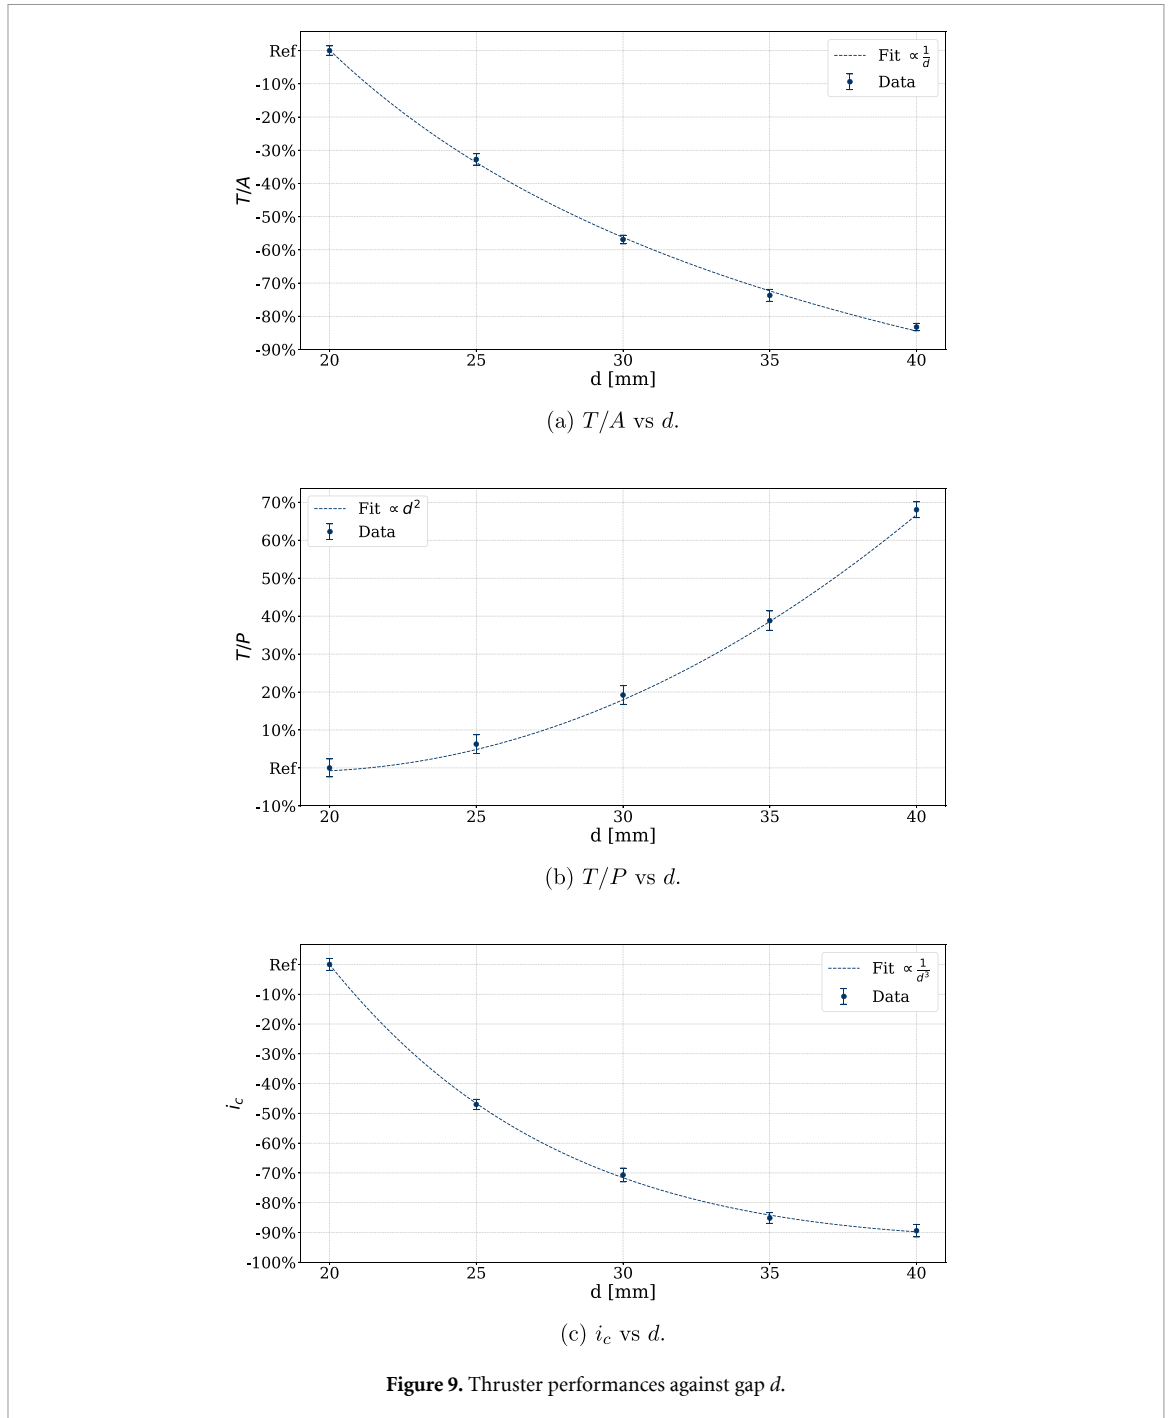 Ref
-10%
-20%
-30%
-40%
-50%
-60%
-70%
-80%
-90%
T/A
Fit ∝ 1/d
Data
20 25 30 35 40
d [mm]
(a) T/A vs d.
70%
60%
50%
40%
30%
20%
10%
Ref
-10%
T/P
Fit ∝ d²
Data
20 25 30 35 40
d [mm]
(b) T/P vs d.
Ref
-10%
-20%
-30%
-40%
-50%
-60%
-70%
-80%
-90%
-100%
i_c
Fit ∝ 1/d³
Data
20 25 30 35 40
d [mm]
(c) i_c vs d.
Figure 9. Thruster performances against gap d.